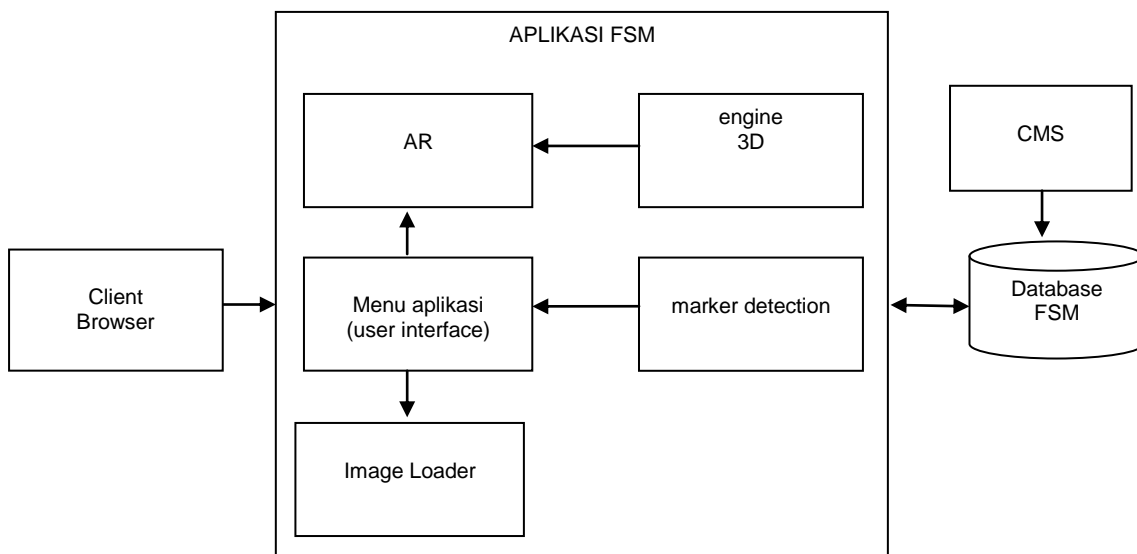 APLIKASI FSM
AR
engine
3D
CMS
Client
Browser
Menu aplikasi
(user interface)
marker detection
Database
FSM
Image Loader